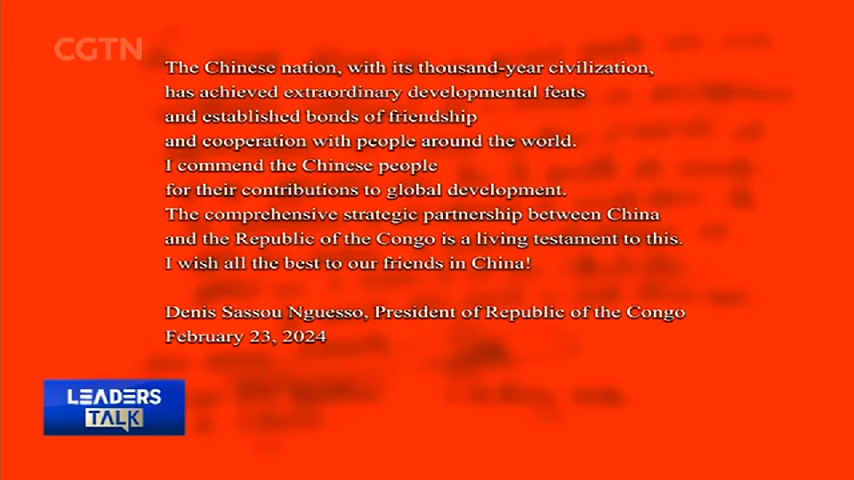 CGTN
The Chinese nation, with its thousand-year civilization,
has achieved extraordinary developmental feats
and established bonds of friendship
and cooperation with people around the world.
I commend the Chinese people
for their contributions to global development.
The comprehensive strategic partnership between China
and the Republic of the Congo is a living testament to this.
I wish all the best to our friends in China!
Denis Sassou Nguesso, President of Republic of the Congo
February 23, 2024
LEADERS
TALK